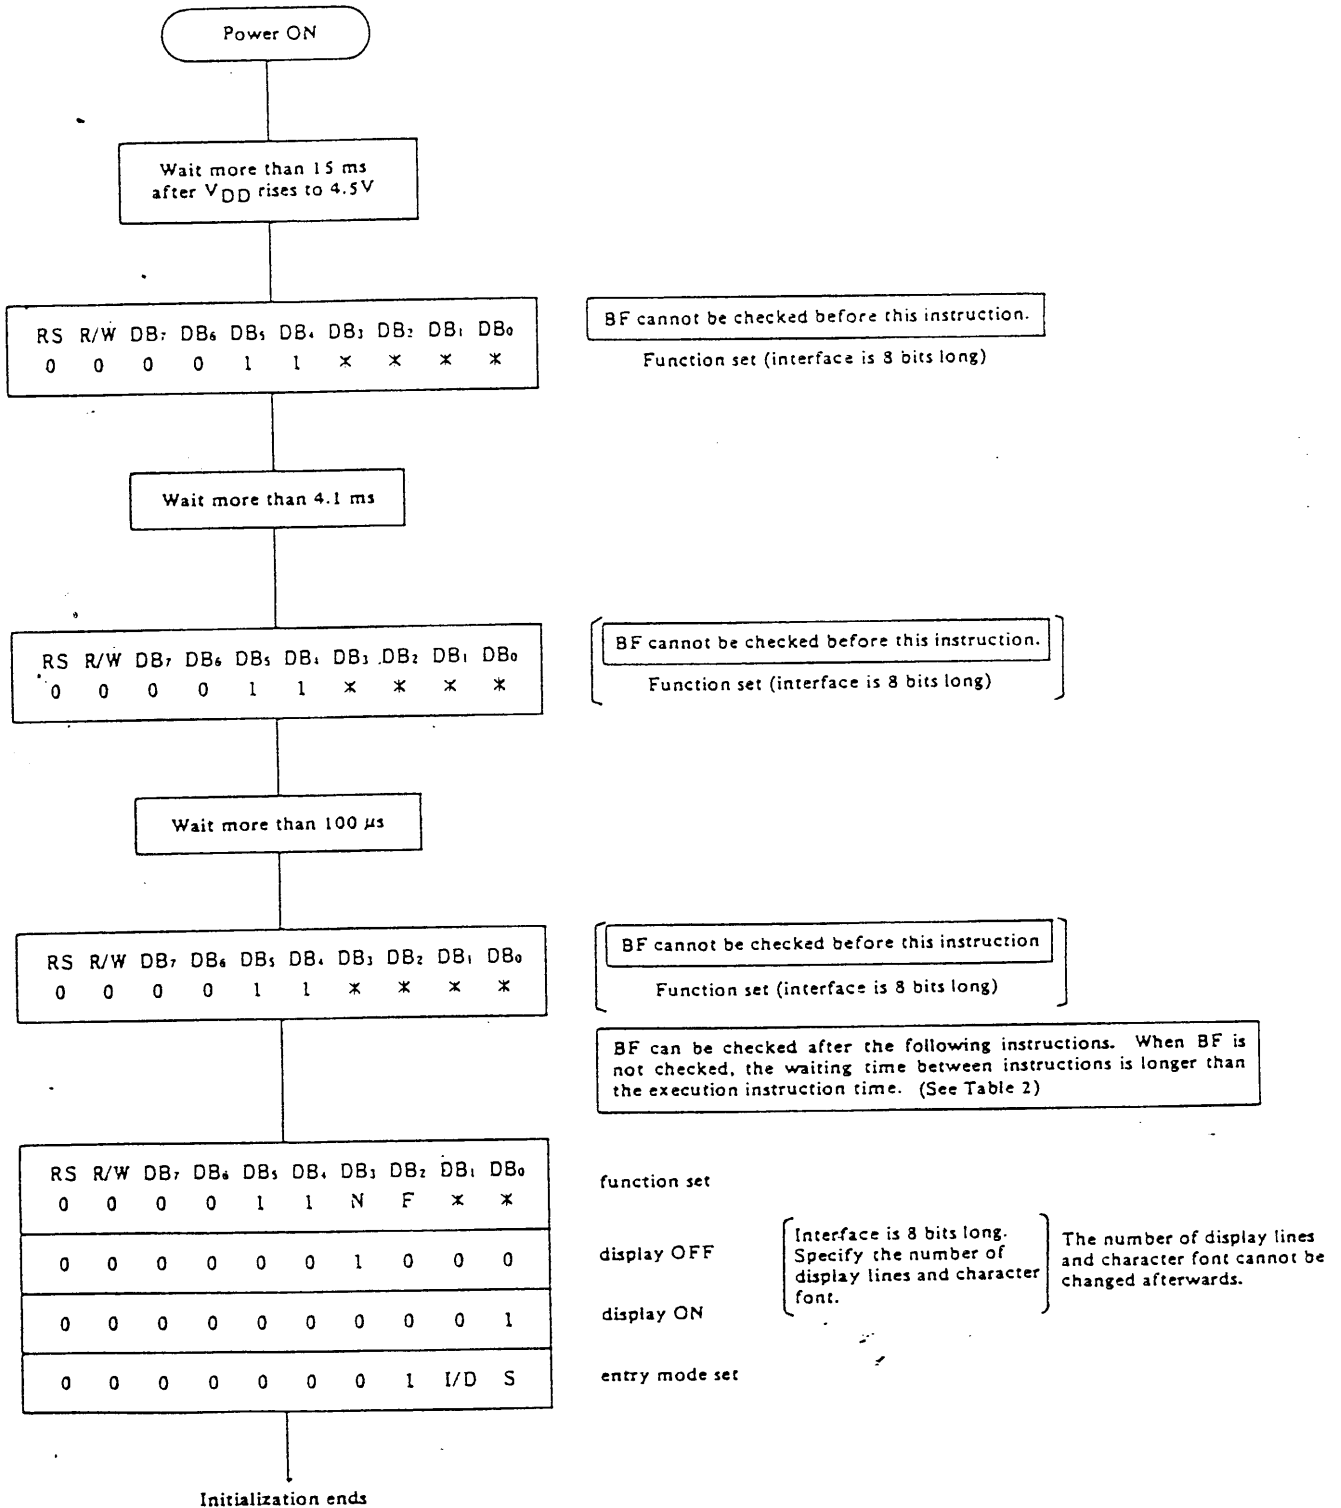 Power ON
Wait more than 15 ms
after VDD rises to 4.5V
RS R/W DB7 DB6 DB5 DB4 DB3 DB2 DB1 DB0
0 0 0 0 1 1 * * * *
BF cannot be checked before this instruction.
Function set (interface is 8 bits long)
Wait more than 4.1 ms
RS R/W DB7 DB6 DB5 DB4 DB3 DB2 DB1 DB0
0 0 0 0 1 1 * * * *
BF cannot be checked before this instruction.
Function set (interface is 8 bits long)
Wait more than 100 µs
RS R/W DB7 DB6 DB5 DB4 DB3 DB2 DB1 DB0
0 0 0 0 1 1 * * * *
BF cannot be checked before this instruction
Function set (interface is 8 bits long)
BF can be checked after the following instructions. When BF is
not checked, the waiting time between instructions is longer than
the execution instruction time. (See Table 2)
RS R/W DB7 DB6 DB5 DB4 DB3 DB2 DB1 DB0
0 0 0 0 1 1 N F * *
function set
0 0 0 0 0 0 1 0 0 0
display OFF
Interface is 8 bits long.
Specify the number of
display lines and character
font.
The number of display lines
and character font cannot be
changed afterwards.
0 0 0 0 0 0 0 0 0 1
display ON
0 0 0 0 0 0 0 1 I/D S
entry mode set
Initialization ends